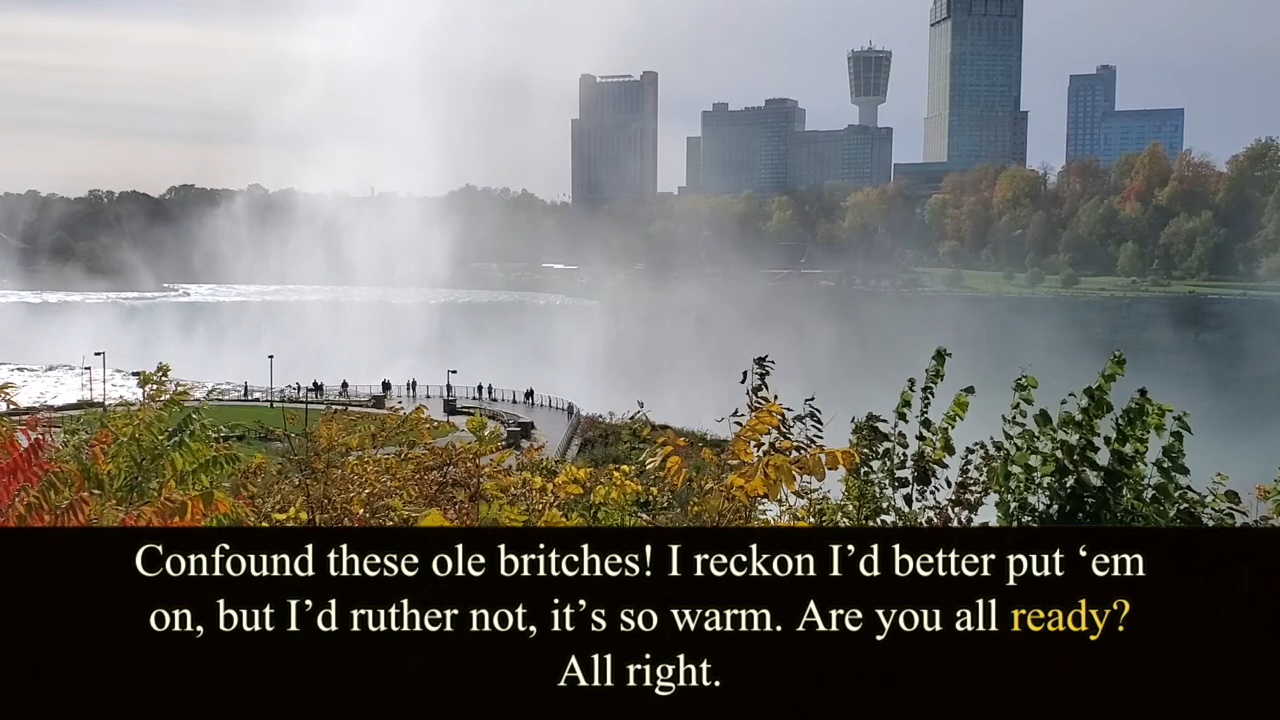 Confound these ole britches! I reckon I’d better put ‘em
on, but I’d ruther not, it’s so warm. Are you all ready?
All right.